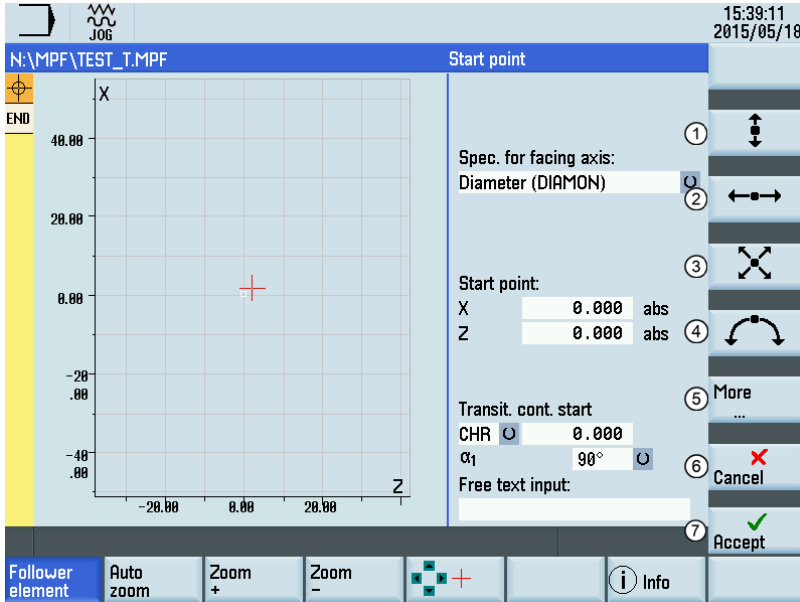 JOG
15:39:11
2015/05/18
N:\MPF\TEST_T.MPF
Start point
END
X
40.00
20.00
0.00
-20
.00
-40
.00
-20.00
0.00
20.00
Z
Spec. for facing axis:
Diameter (DIAMON)
Start point:
X 0.000 abs
Z 0.000 abs
Transit. cont. start
CHR 0.000
α1 90°
Free text input:
1
2
3
4
5
More
...
6
Cancel
7
Accept
Follower
element
Auto
zoom
Zoom
+
Zoom
-
i Info